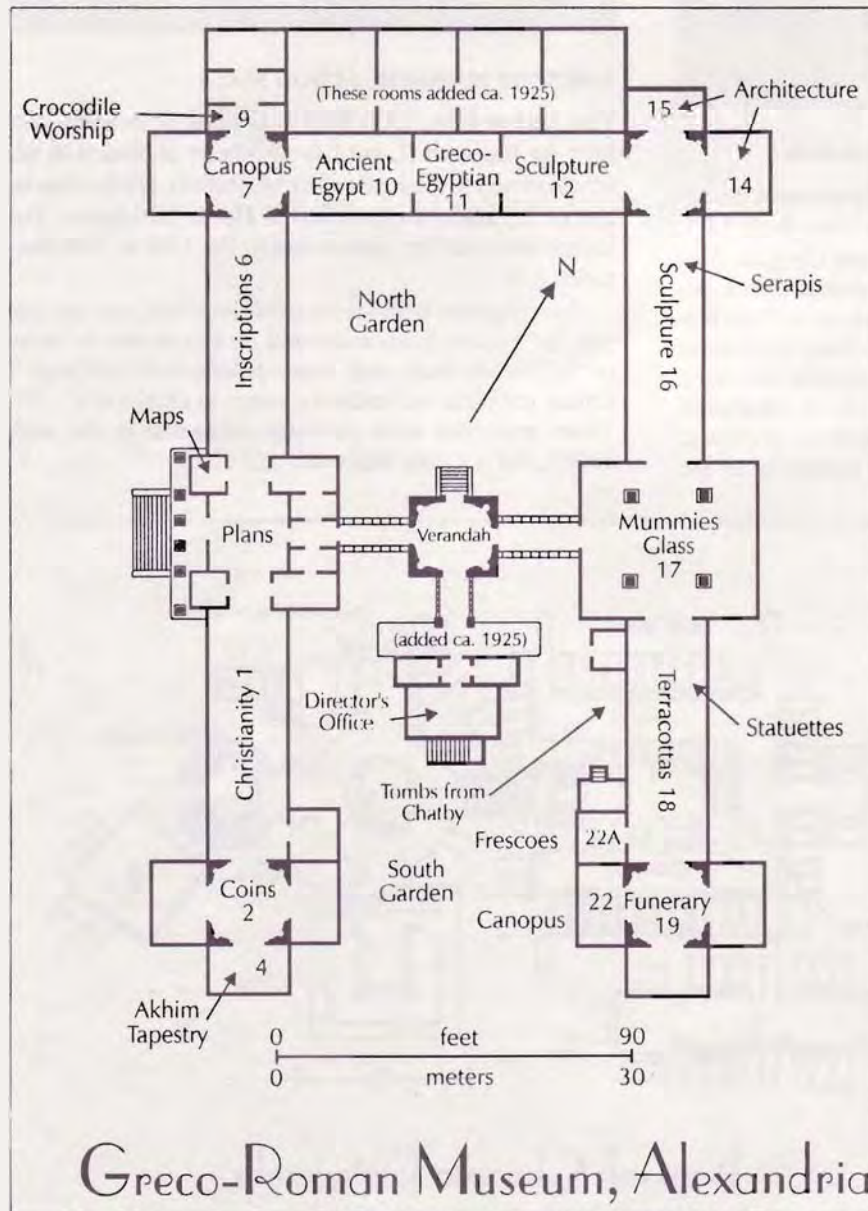 (These rooms added ca. 1925)
Crocodile
Worship
9
15
Architecture
Canopus
7
Ancient
Egypt 10
Greco-
Egyptian
11
Sculpture
12
14
Inscriptions 6
North
Garden
N
Sculpture 16
Serapis
Maps
Plans
Verandah
Mummies
Glass
17
(added ca. 1925)
Director's
Office
Christianity 1
Terracottas 18
Statuettes
Tombs from
Chatby
Frescoes
22A
South
Garden
Coins
2
Canopus
22
Funerary
19
4
Akhim
Tapestry
0 feet 90
0 meters 30
Greco-Roman Museum, Alexandria